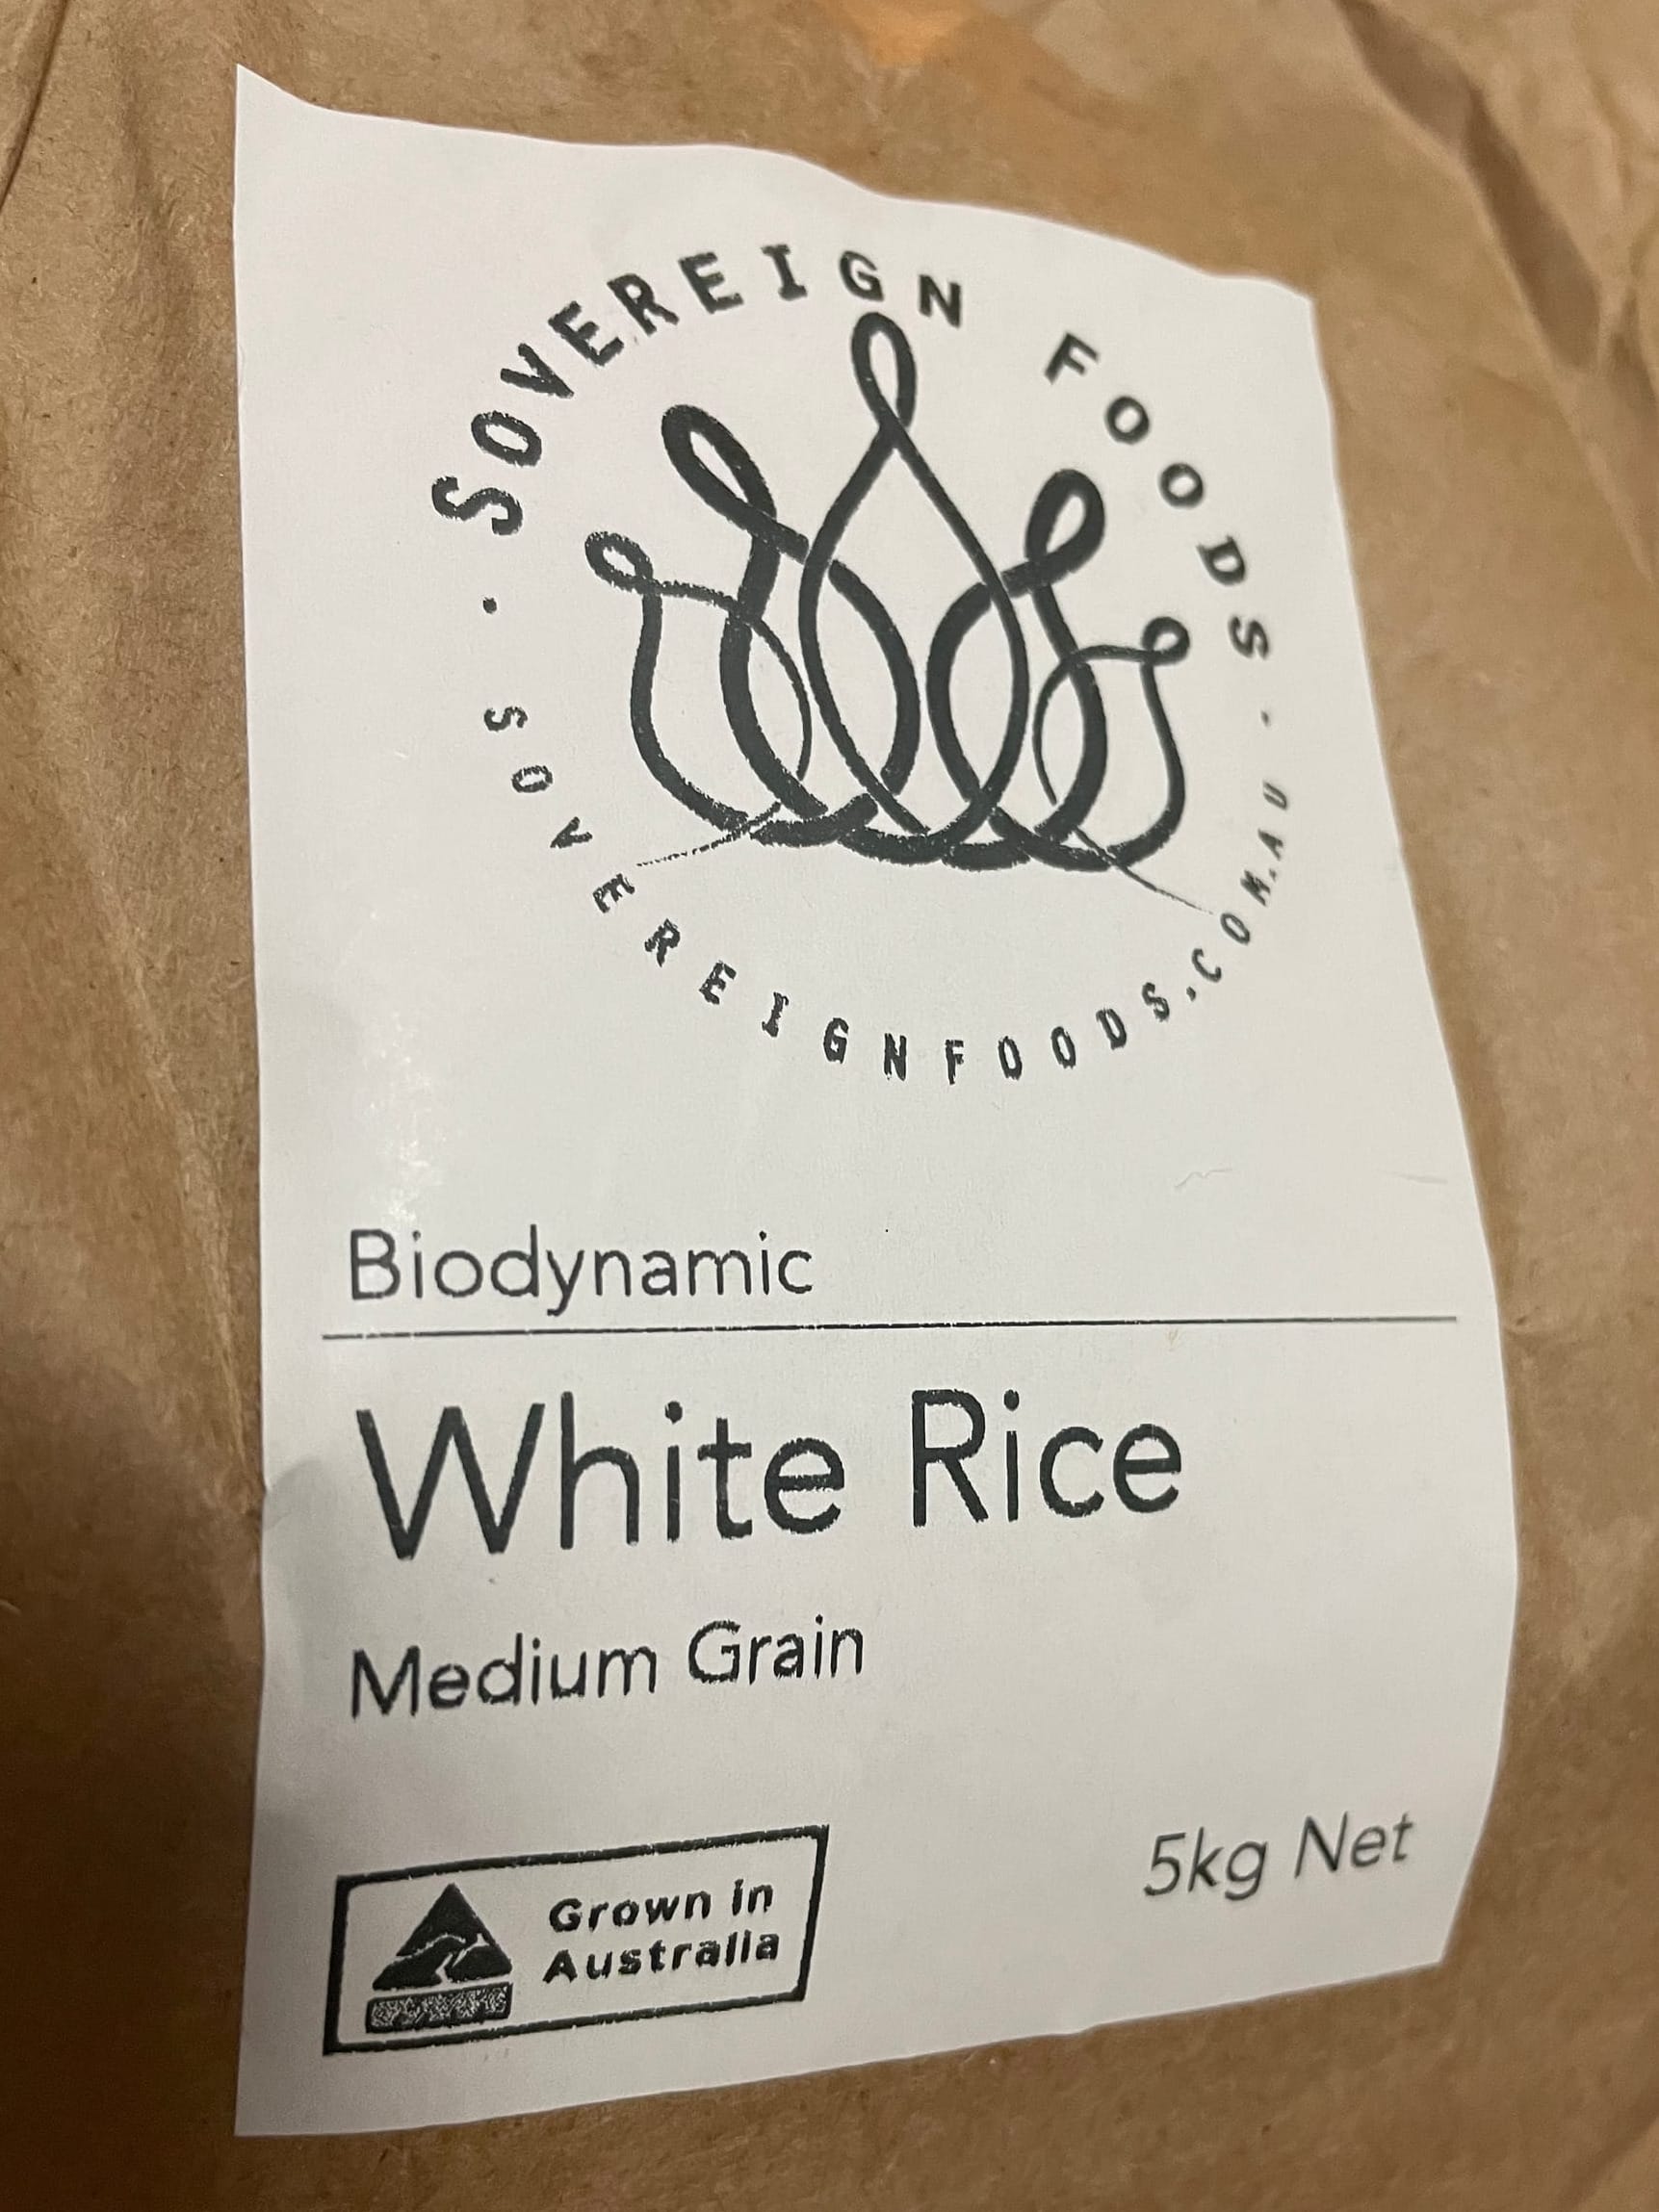 · SOVEREIGN FOODS ·
SOVEREIGNFOODS.COM.AU
Biodynamic
White Rice
Medium Grain
Grown in
Australia
5kg Net